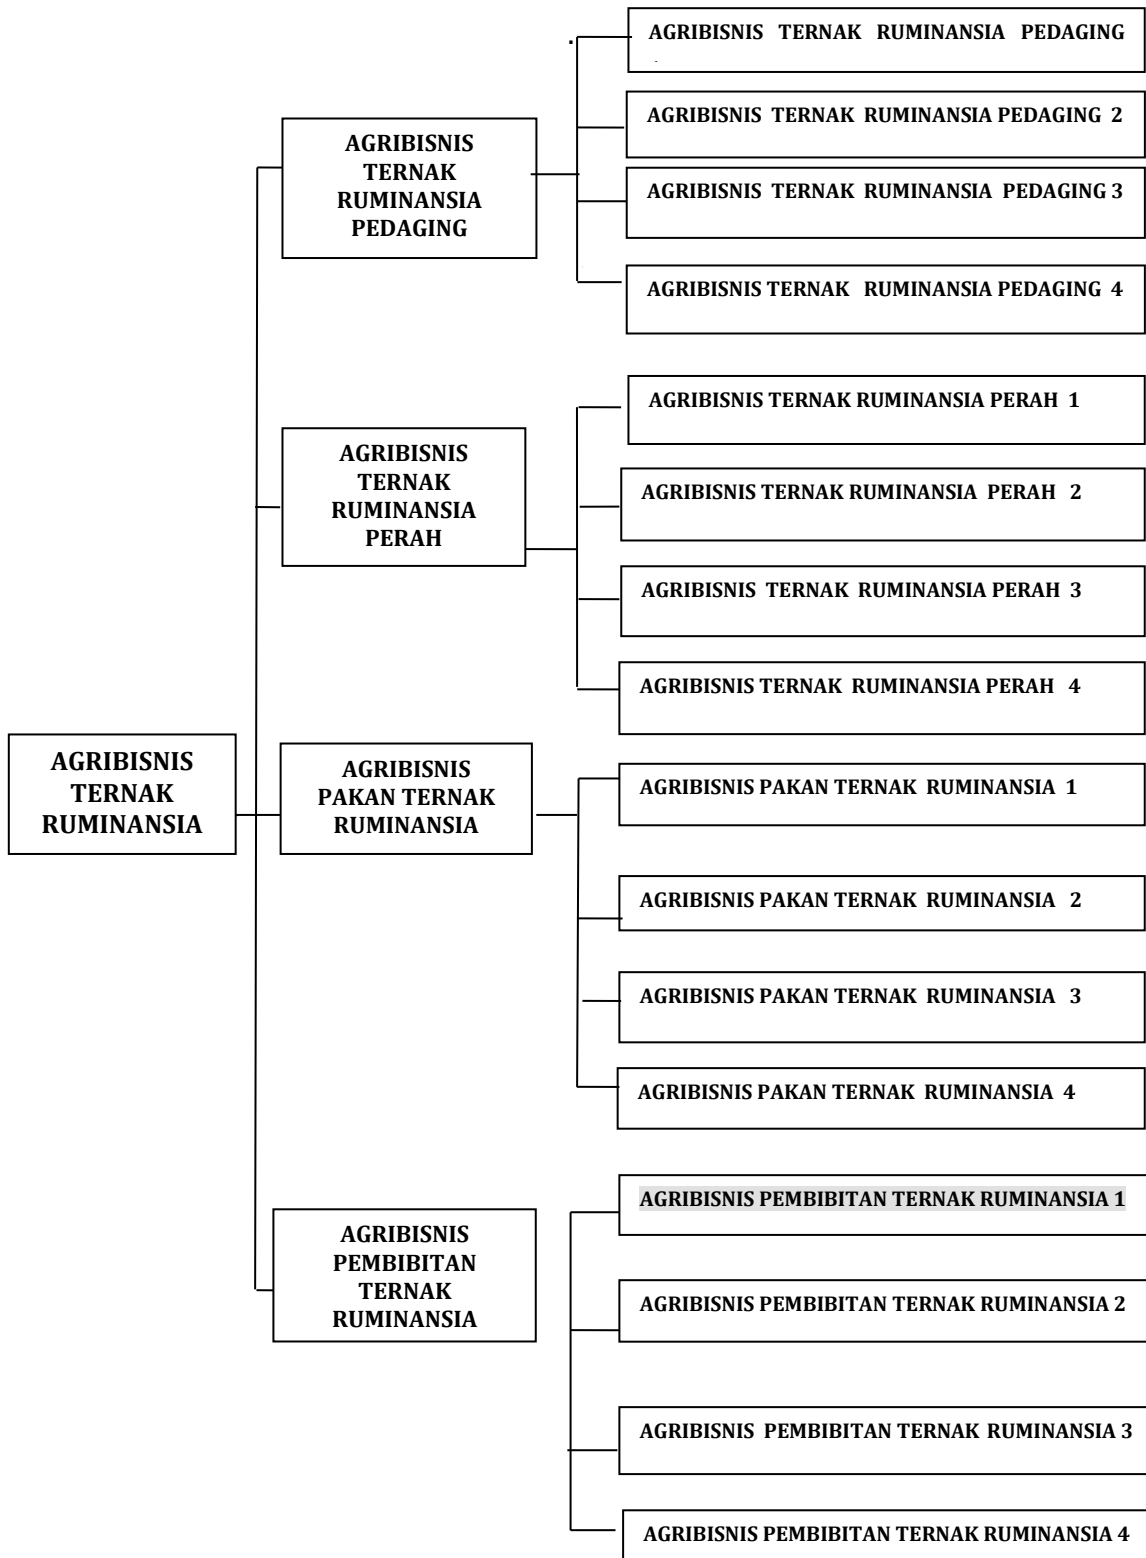 AGRIBISNIS TERNAK RUMINANSIA PEDAGING
.
AGRIBISNIS TERNAK RUMINANSIA PEDAGING 2
AGRIBISNIS
TERNAK
RUMINANSIA
PEDAGING
AGRIBISNIS TERNAK RUMINANSIA PEDAGING 3
AGRIBISNIS TERNAK RUMINANSIA PEDAGING 4
AGRIBISNIS TERNAK RUMINANSIA PERAH 1
AGRIBISNIS
TERNAK
RUMINANSIA
PERAH
AGRIBISNIS TERNAK RUMINANSIA PERAH 2
AGRIBISNIS TERNAK RUMINANSIA PERAH 3
AGRIBISNIS TERNAK RUMINANSIA PERAH 4
AGRIBISNIS
TERNAK
RUMINANSIA
AGRIBISNIS
PAKAN TERNAK
RUMINANSIA
AGRIBISNIS PAKAN TERNAK RUMINANSIA 1
AGRIBISNIS PAKAN TERNAK RUMINANSIA 2
AGRIBISNIS PAKAN TERNAK RUMINANSIA 3
AGRIBISNIS PAKAN TERNAK RUMINANSIA 4
AGRIBISNIS PEMBIBITAN TERNAK RUMINANSIA 1
AGRIBISNIS
PEMBIBITAN
TERNAK
RUMINANSIA
AGRIBISNIS PEMBIBITAN TERNAK RUMINANSIA 2
AGRIBISNIS PEMBIBITAN TERNAK RUMINANSIA 3
AGRIBISNIS PEMBIBITAN TERNAK RUMINANSIA 4